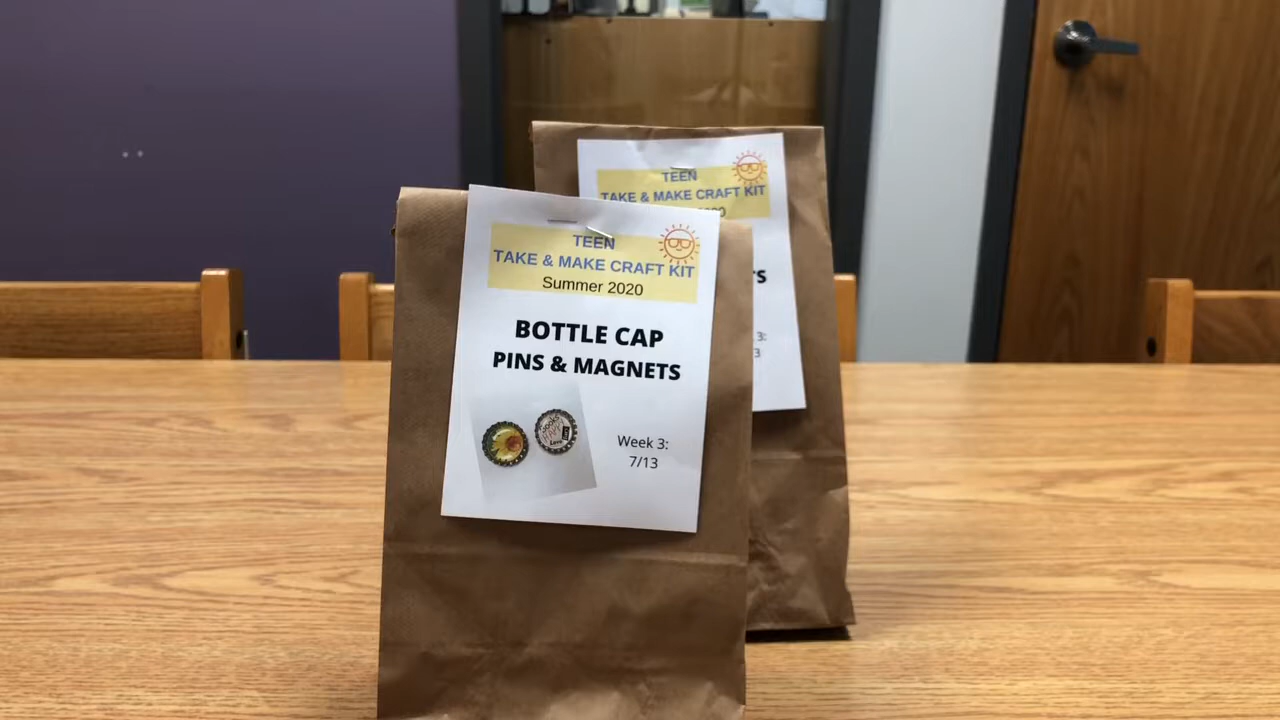 TEEN
TAKE & MAKE CRAFT KIT
Summer 2020
BOTTLE CAP
PINS & MAGNETS
Week 3:
7/13
TEEN
TAKE & MAKE CRAFT KIT